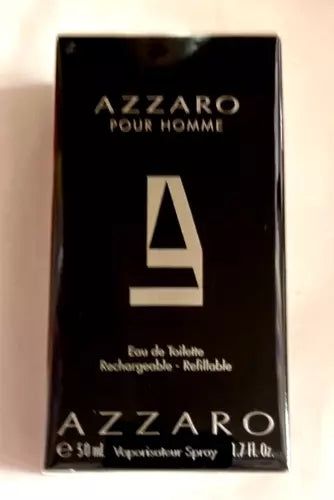 AZZARO
POUR HOMME
Eau de Toilette
Rechargeable - Refillable
AZZARO
℮ 50 ml Vaporisateur Spray 1.7 Fl Oz.